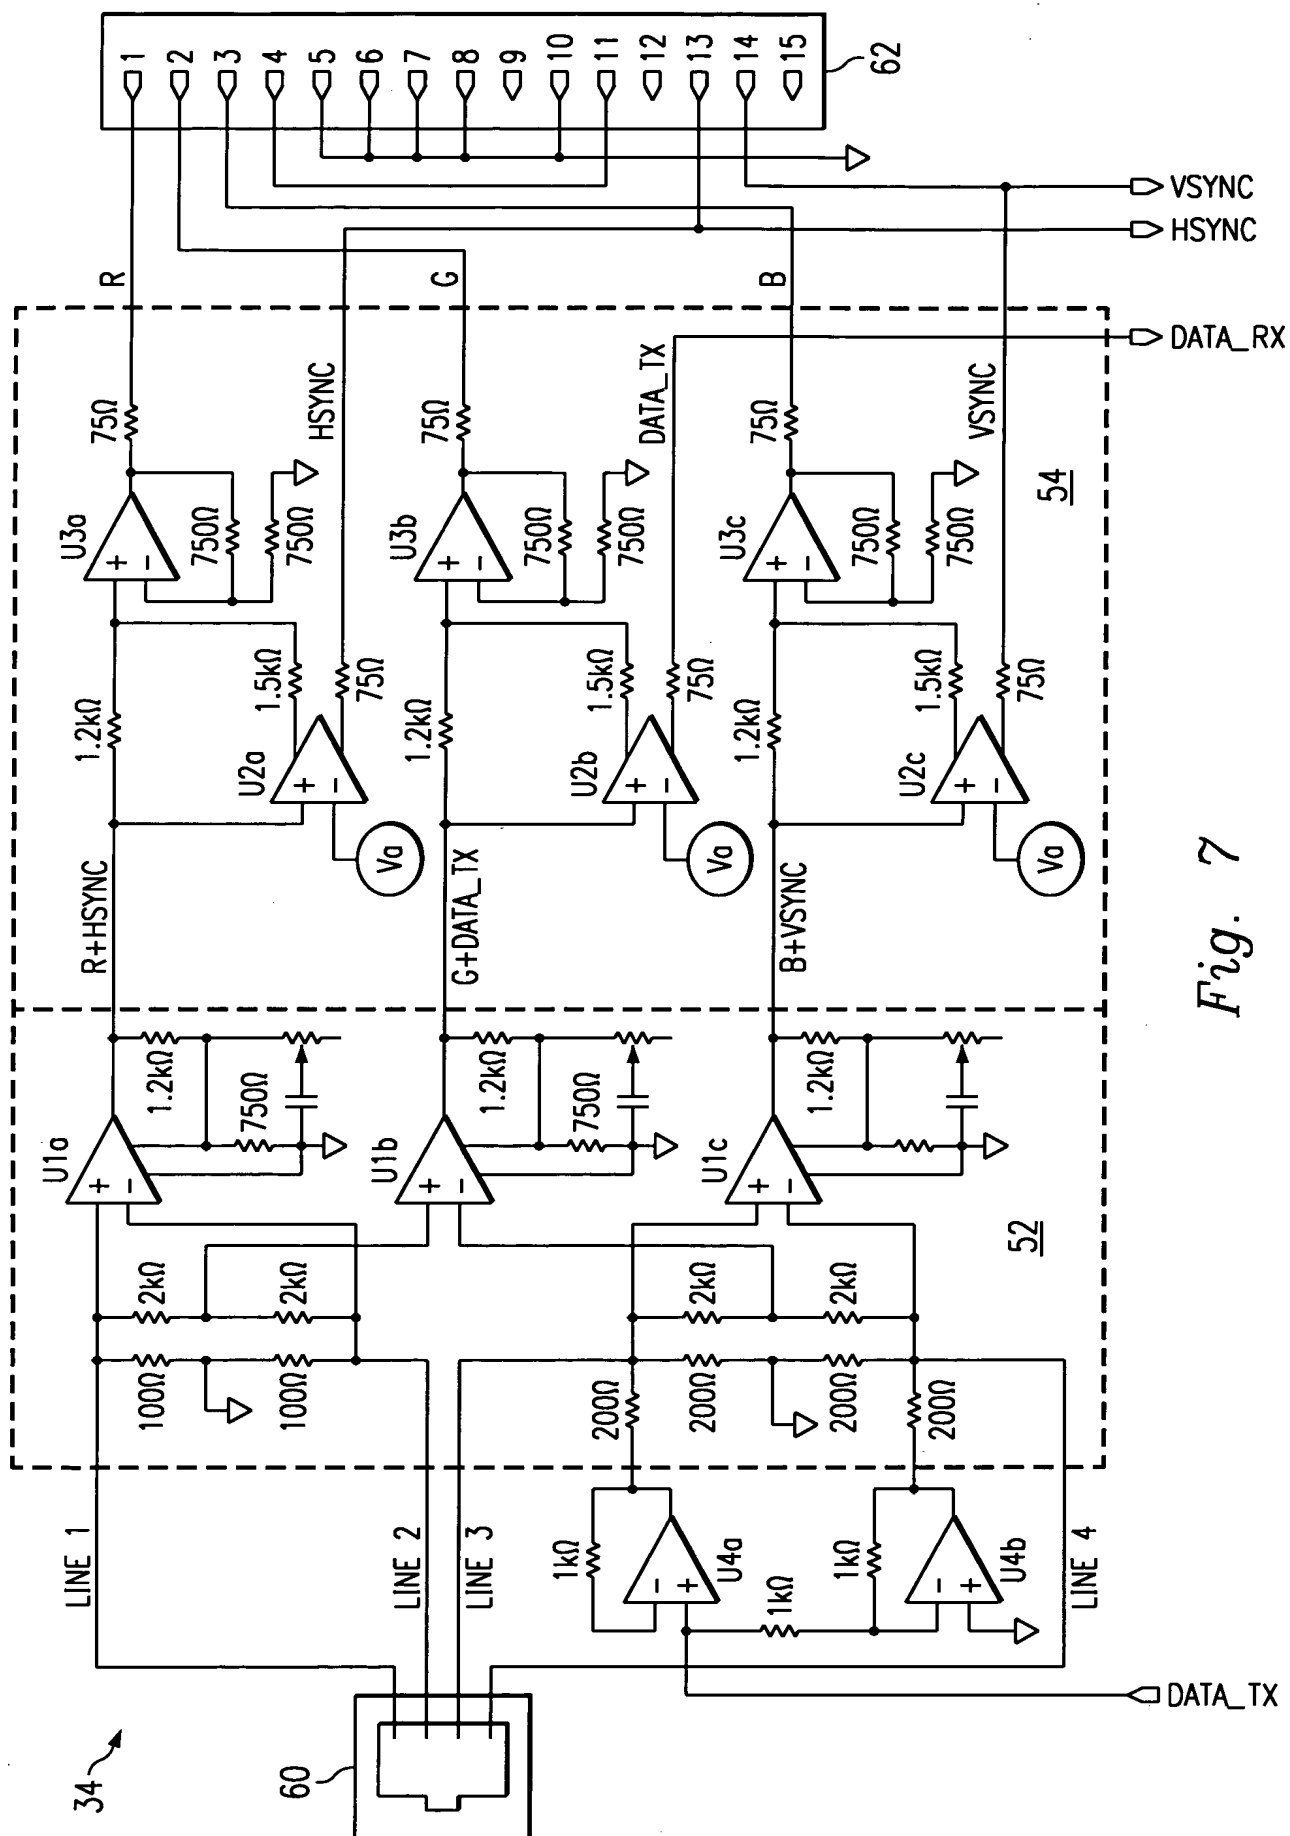 34
60
LINE 1
LINE 2
LINE 3
LINE 4
DATA_TX
1kΩ
-
+
U4a
1kΩ
1kΩ
-
+
U4b
100Ω
100Ω
200Ω
200Ω
200Ω
200Ω
2kΩ
2kΩ
2kΩ
2kΩ
52
U1a
+
-
1.2kΩ
750Ω
U1b
+
-
1.2kΩ
750Ω
U1c
+
-
1.2kΩ
R+HSYNC
G+DATA_TX
B+VSYNC
Va
U2a
+
-
1.2kΩ
1.5kΩ
75Ω
Va
U2b
+
-
1.2kΩ
1.5kΩ
75Ω
Va
U2c
+
-
1.2kΩ
1.5kΩ
75Ω
U3a
+
-
750Ω
750Ω
75Ω
HSYNC
U3b
+
-
750Ω
750Ω
75Ω
DATA_TX
U3c
+
-
750Ω
750Ω
75Ω
VSYNC
54
R
G
B
DATA_RX
HSYNC
VSYNC
1
2
3
4
5
6
7
8
9
10
11
12
13
14
15
62
Fig. 7